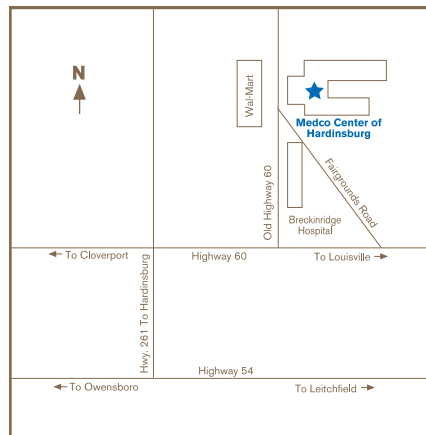 N
Wal-Mart
Medco Center of
Hardinsburg
Old Highway 60
Fairgrounds Road
Breckinridge
Hospital
To Cloverport
Highway 60
To Louisville
Hwy. 261 To Hardinsburg
Highway 54
To Owensboro
To Leitchfield